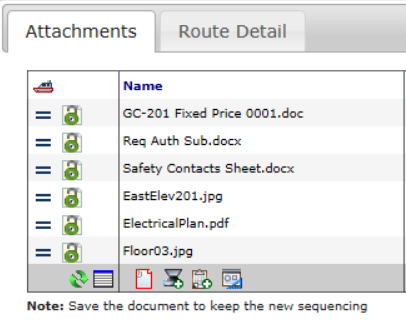 Attachments
Route Detail
Name
GC-201 Fixed Price 0001.doc
Req Auth Sub.docx
Safety Contacts Sheet.docx
EastElev201.jpg
ElectricalPlan.pdf
Floor03.jpg
Note: Save the document to keep the new sequencing